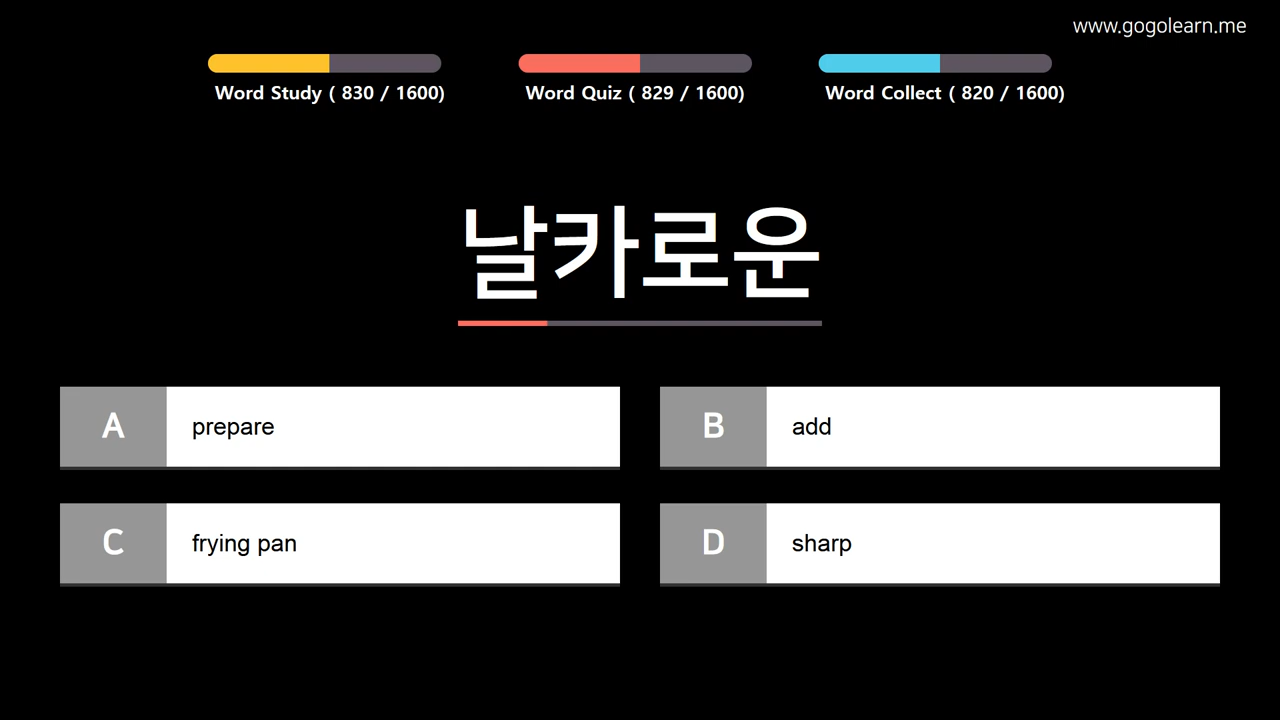 www.gogolearn.me
Word Study ( 830 / 1600)
Word Quiz ( 829 / 1600)
Word Collect ( 820 / 1600)
날카로운
A prepare
B add
C frying pan
D sharp